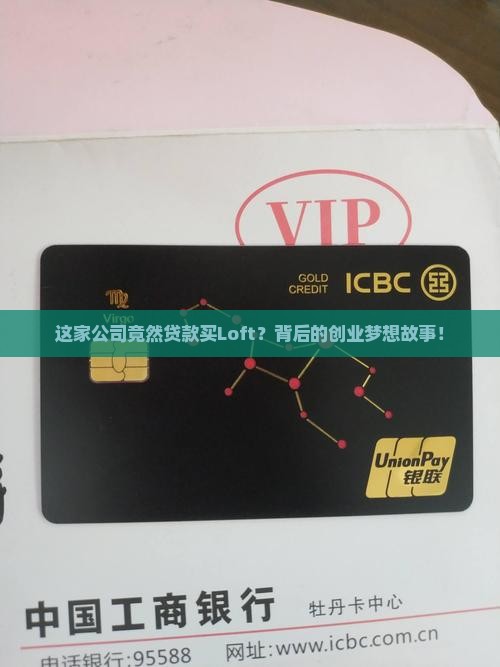 VIP
GOLD
CREDIT
ICBC
Virgo
这家公司竟然贷款买Loft？背后的创业梦想故事！
UnionPay
银联
中国工商银行
牡丹卡中心
电话银行:95588
网址:www.icbc.com.cn